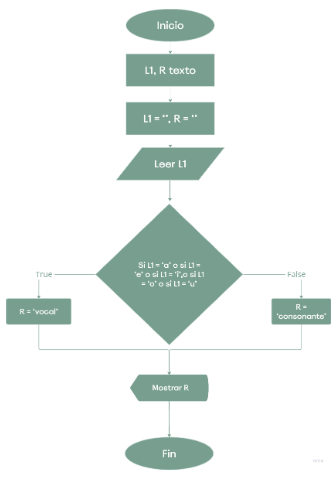 Inicio
L1, R texto
L1 = "", R = ""
Leer L1
Si L1 = "a" o si L1 =
"e" o si L1 = "i",o si L1
= "o" o si L1 = "u"
True
False
R = "vocal"
R =
"consonante"
Mostrar R
Fin